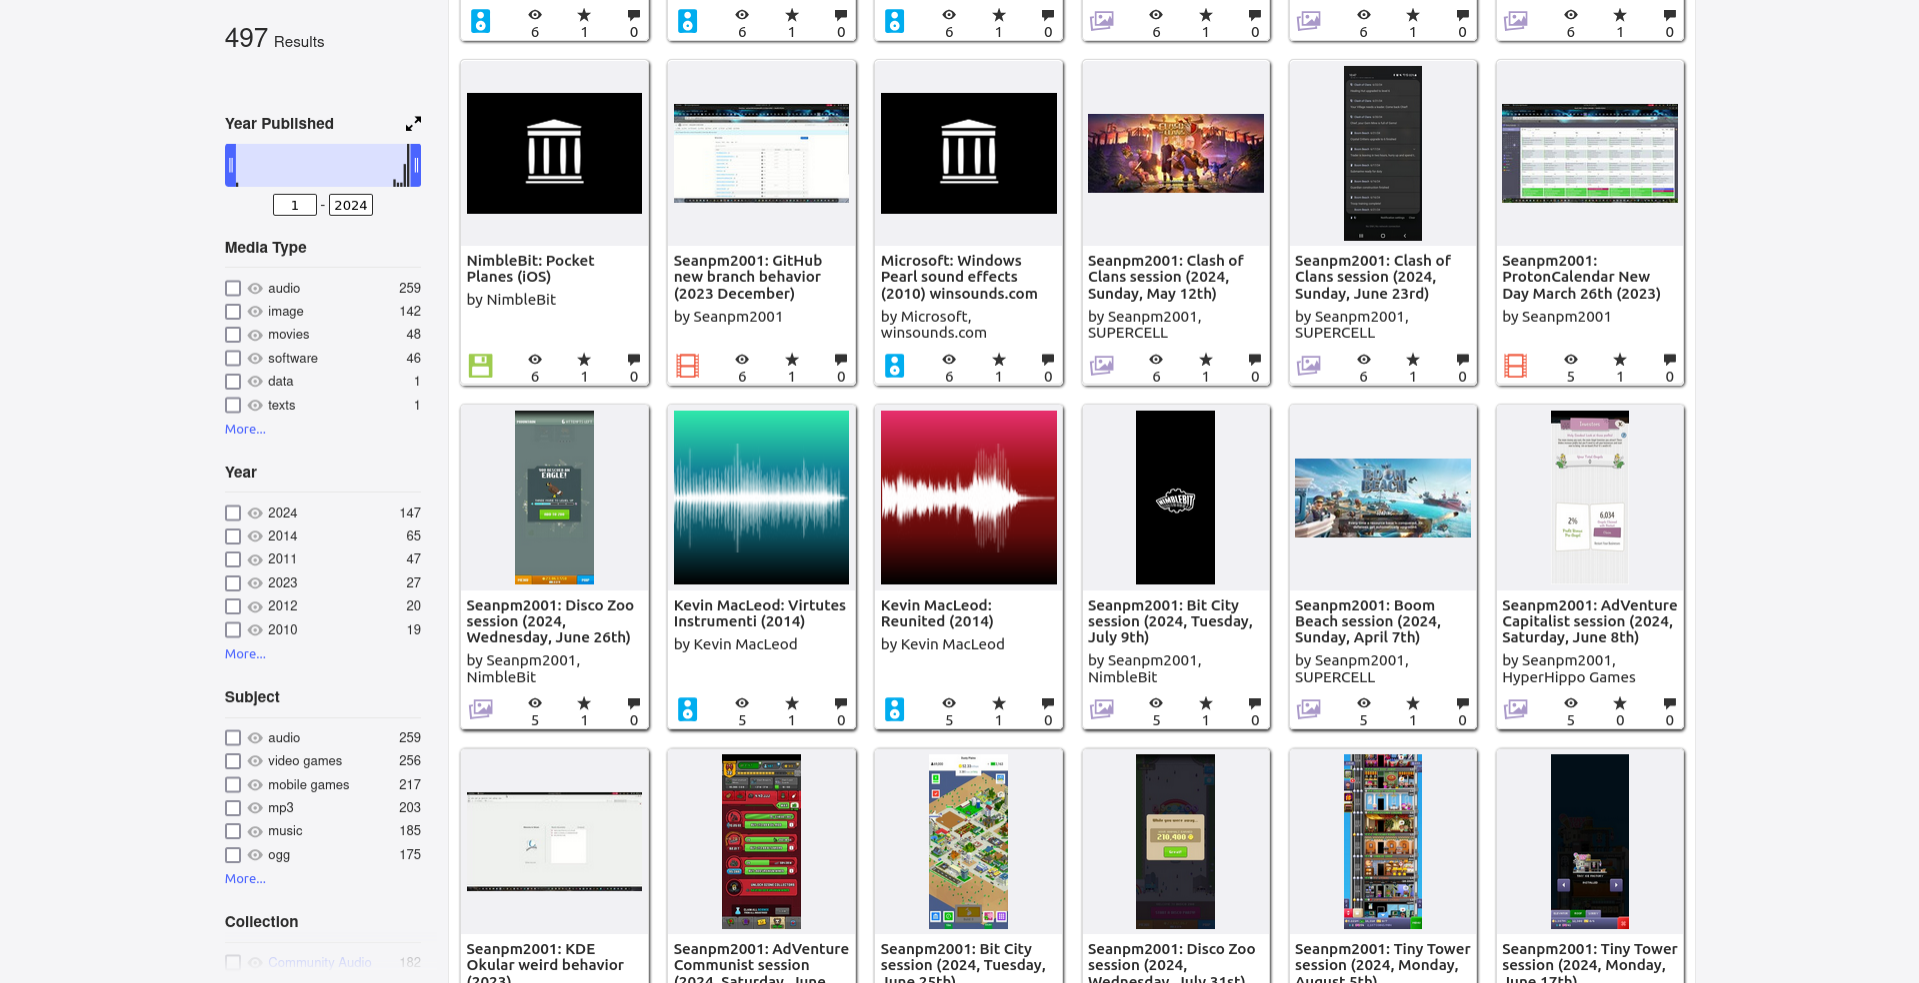 497 Results
Year Published
1 - 2024
Media Type
audio 259
image 142
movies 48
software 46
data 1
texts 1
More...
Year
2024 147
2014 65
2011 47
2023 27
2012 20
2010 19
More...
Subject
audio 259
video games 256
mobile games 217
mp3 203
music 185
ogg 175
More...
Collection
Community Audio 182
6 1 0
6 1 0
6 1 0
6 1 0
6 1 0
6 1 0
NimbleBit: Pocket
Planes (iOS)
by NimbleBit
6 1 0
Seanpm2001: GitHub
new branch behavior
(2023 December)
by Seanpm2001
6 1 0
Microsoft: Windows
Pearl sound effects
(2010) winsounds.com
by Microsoft,
winsounds.com
6 1 0
Seanpm2001: Clash of
Clans session (2024,
Sunday, May 12th)
by Seanpm2001,
SUPERCELL
6 1 0
Seanpm2001: Clash of
Clans session (2024,
Sunday, June 23rd)
by Seanpm2001,
SUPERCELL
6 1 0
Seanpm2001:
ProtonCalendar New
Day March 26th (2023)
by Seanpm2001
5 1 0
EAGLE!
Seanpm2001: Disco Zoo
session (2024,
Wednesday, June 26th)
by Seanpm2001,
NimbleBit
5 1 0
Kevin MacLeod: Virtutes
Instrumenti (2014)
by Kevin MacLeod
5 1 0
Kevin MacLeod:
Reunited (2014)
by Kevin MacLeod
5 1 0
NIMBLEBIT
Seanpm2001: Bit City
session (2024, Tuesday,
July 9th)
by Seanpm2001,
NimbleBit
5 1 0
BOOM
BEACH
Seanpm2001: Boom
Beach session (2024,
Sunday, April 7th)
by Seanpm2001,
SUPERCELL
5 1 0
2%
6,034
Seanpm2001: AdVenture
Capitalist session (2024,
Saturday, June 8th)
by Seanpm2001,
HyperHippo Games
5 0 0
Seanpm2001: KDE
Okular weird behavior
(2023)
Seanpm2001: AdVenture
Communist session
(2024, Saturday, June
Seanpm2001: Bit City
session (2024, Tuesday,
June 25th)
While you were away...
210,400
Seanpm2001: Disco Zoo
session (2024,
Wednesday, July 31st)
Seanpm2001: Tiny Tower
session (2024, Monday,
August 5th)
Seanpm2001: Tiny Tower
session (2024, Monday,
June 17th)